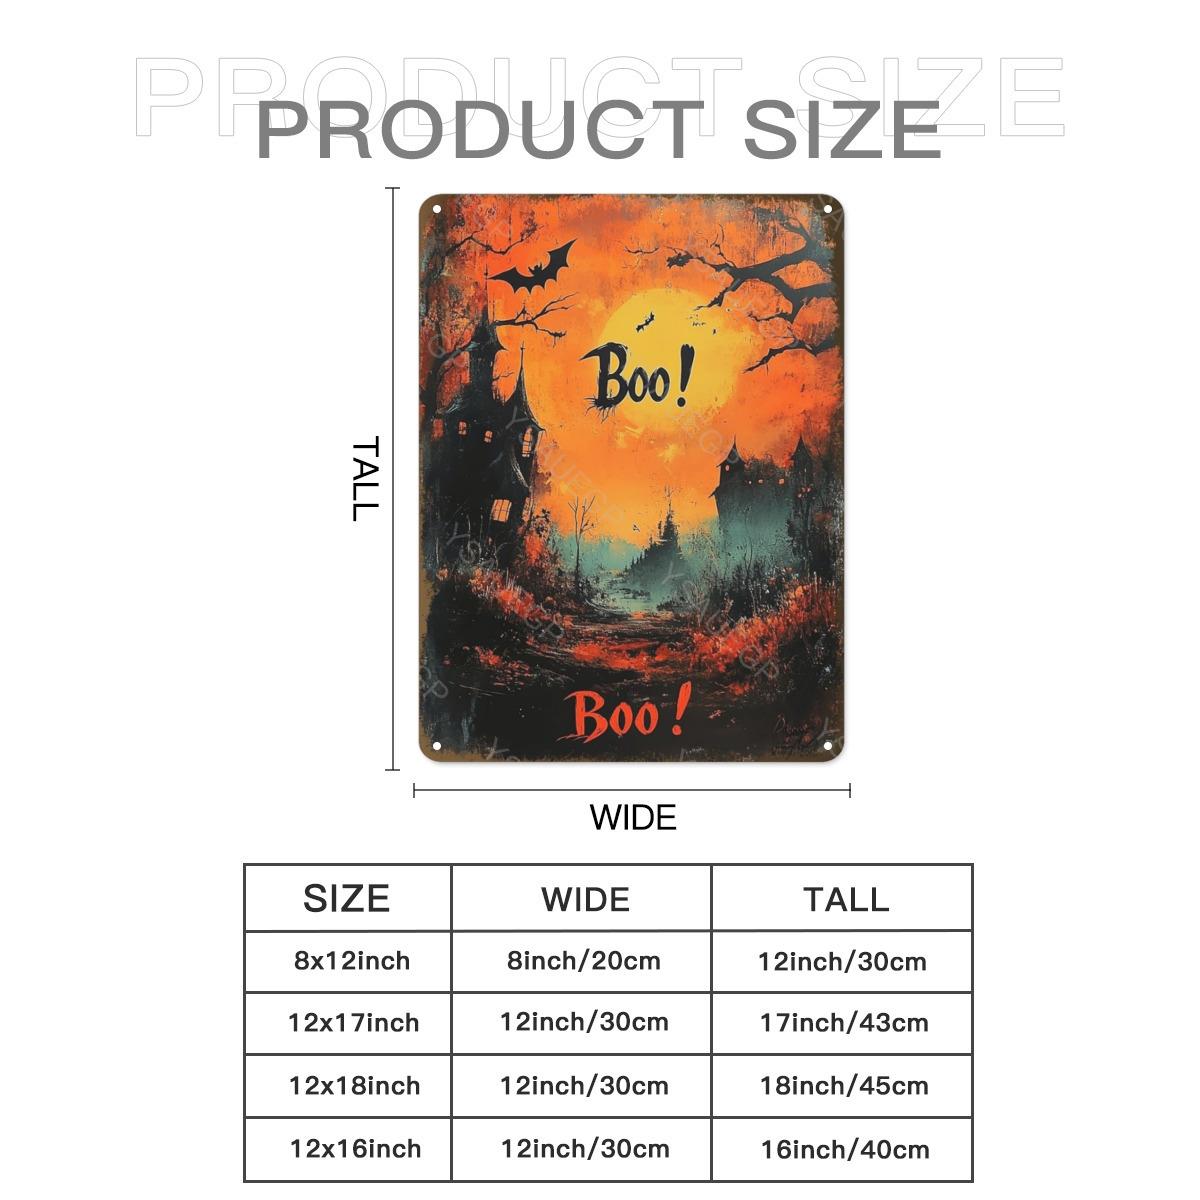 PRODUCT SIZE
PRODUCT SIZE
TALL
Boo!
Boo!
WIDE
SIZE WIDE TALL
8x12inch 8inch/20cm 12inch/30cm
12x17inch 12inch/30cm 17inch/43cm
12x18inch 12inch/30cm 18inch/45cm
12x16inch 12inch/30cm 16inch/40cm